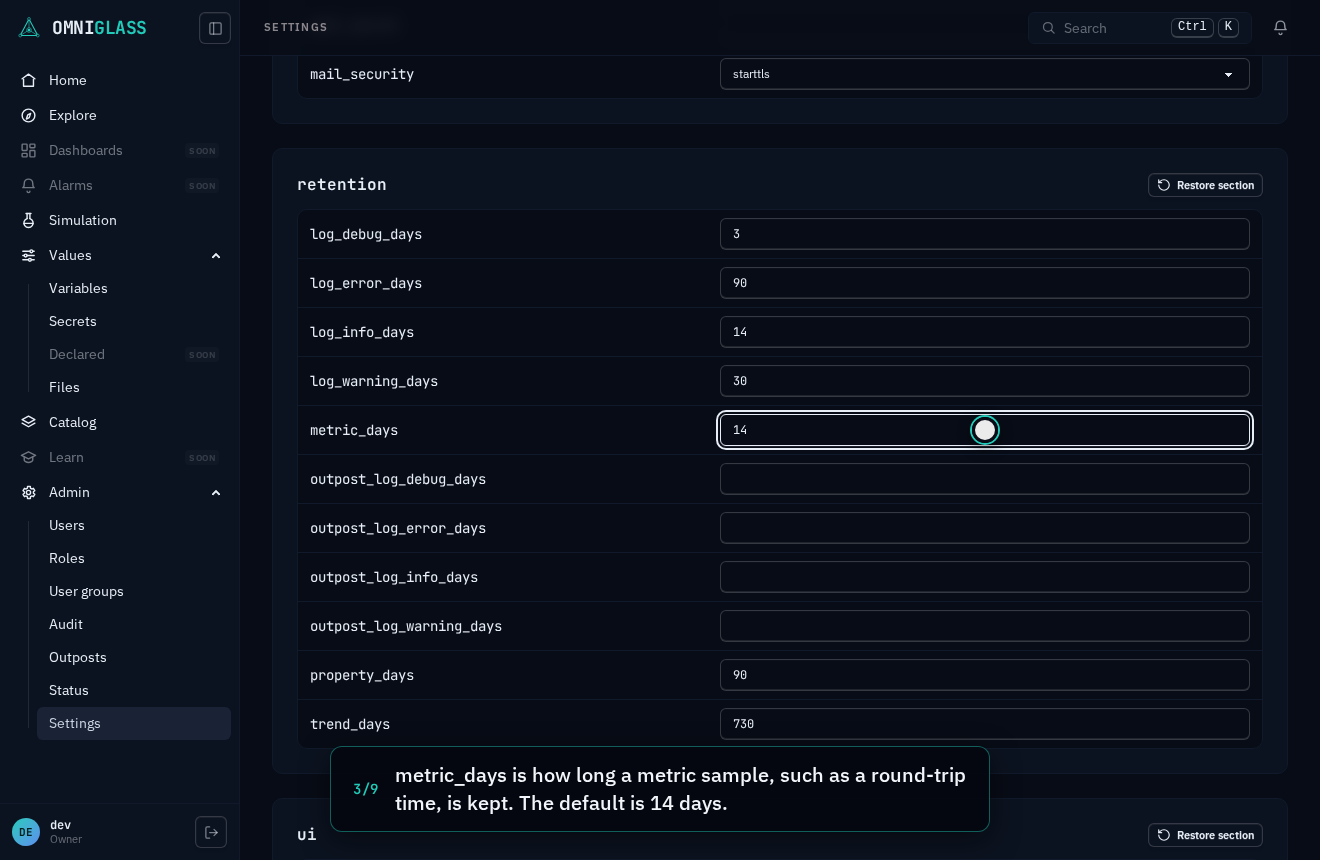 OMNIGLASS
SETTINGS
Search
Ctrl K
Home
Explore
Dashboards SOON
Alarms SOON
Simulation
Values
Variables
Secrets
Declared SOON
Files
Catalog
Learn SOON
Admin
Users
Roles
User groups
Audit
Outposts
Status
Settings
DE
dev
Owner
mail_security starttls
retention Restore section
log_debug_days 3
log_error_days 90
log_info_days 14
log_warning_days 30
metric_days 14
outpost_log_debug_days
outpost_log_error_days
outpost_log_info_days
outpost_log_warning_days
property_days 90
trend_days 730
3/9
metric_days is how long a metric sample, such as a round-trip
time, is kept. The default is 14 days.
ui Restore section